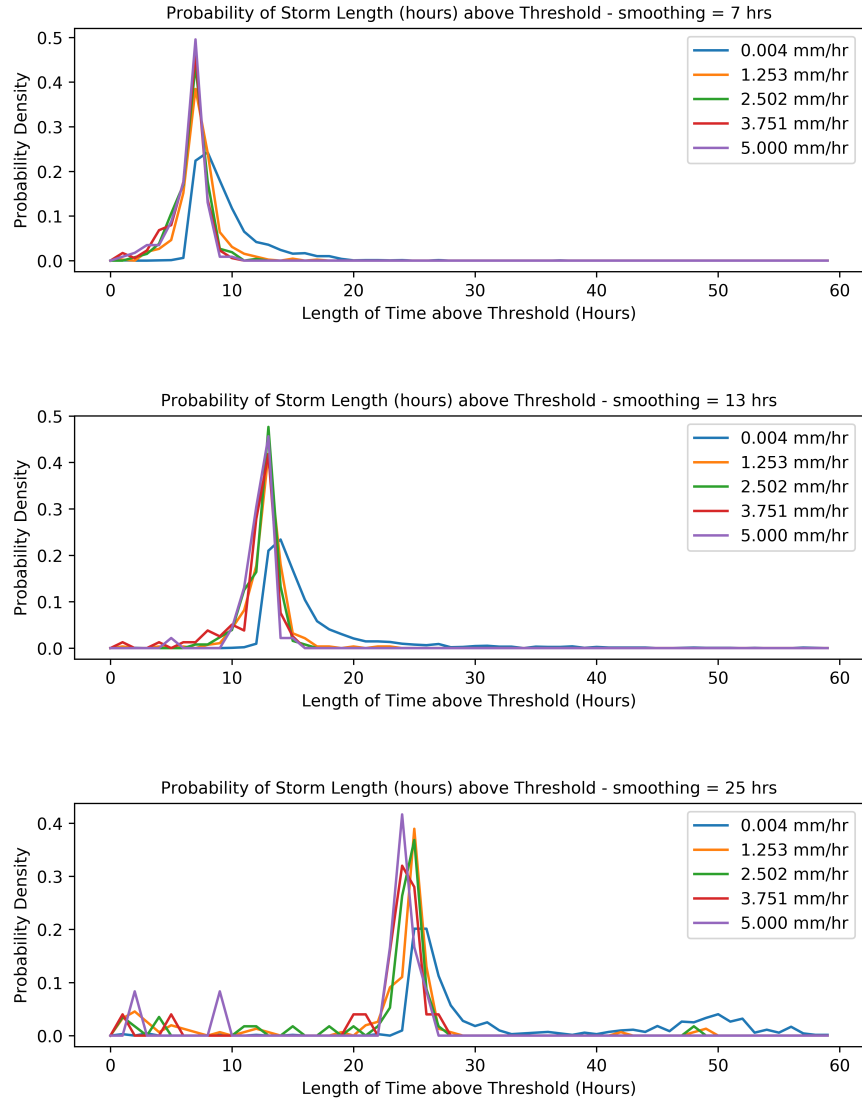 Probability of Storm Length (hours) above Threshold - smoothing = 7 hrs
0.5
0.4
0.3
0.2
0.1
0.0
Probability Density
0.004 mm/hr
1.253 mm/hr
2.502 mm/hr
3.751 mm/hr
5.000 mm/hr
0 10 20 30 40 50 60
Length of Time above Threshold (Hours)
Probability of Storm Length (hours) above Threshold - smoothing = 13 hrs
0.5
0.4
0.3
0.2
0.1
0.0
Probability Density
0.004 mm/hr
1.253 mm/hr
2.502 mm/hr
3.751 mm/hr
5.000 mm/hr
0 10 20 30 40 50 60
Length of Time above Threshold (Hours)
Probability of Storm Length (hours) above Threshold - smoothing = 25 hrs
0.4
0.3
0.2
0.1
0.0
Probability Density
0.004 mm/hr
1.253 mm/hr
2.502 mm/hr
3.751 mm/hr
5.000 mm/hr
0 10 20 30 40 50 60
Length of Time above Threshold (Hours)